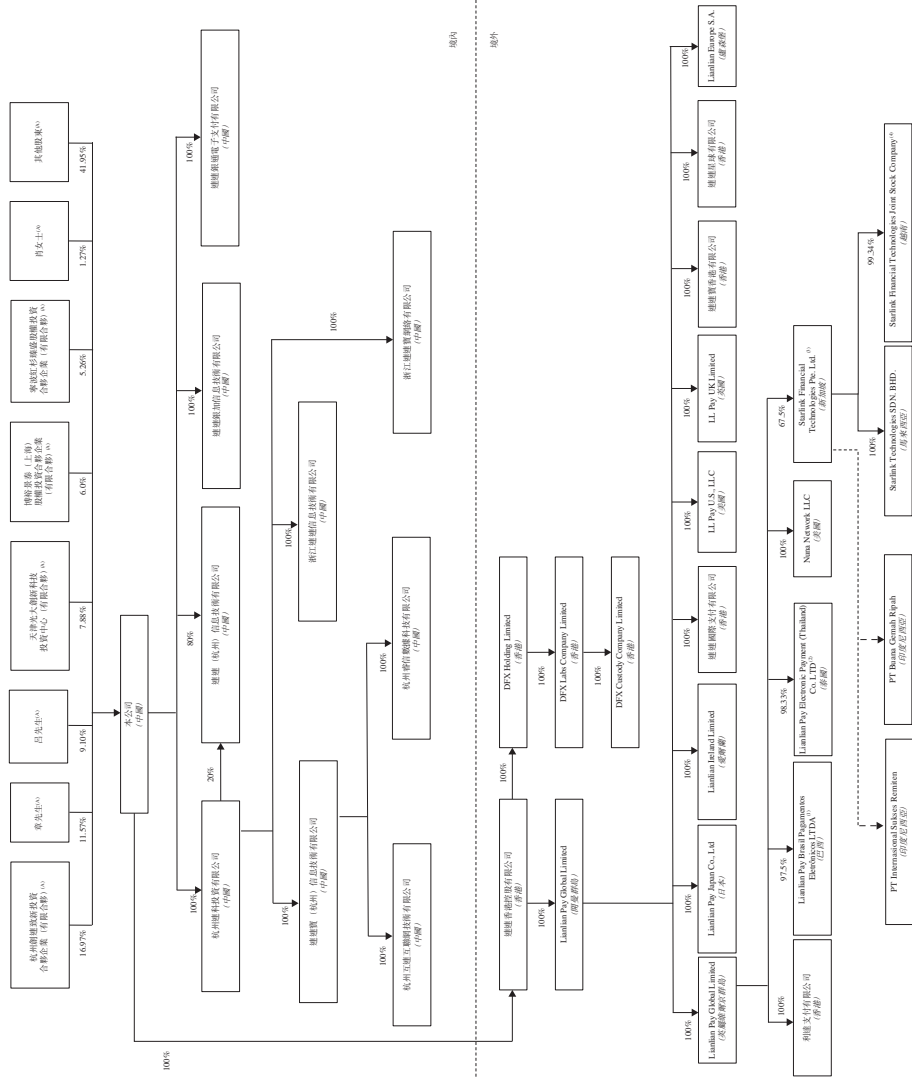 杭州創連致新投資
合夥企業（有限合夥）⁽⁵⁾
章先生⁽³⁾
呂先生⁽⁵⁾
天津光大創新科技
投資中心（有限合夥）⁽⁶⁾
博裕景泰（上海）
股權投資合夥企業
（有限合夥）⁽⁶⁾
寧波紅杉臻盛股權投資
合夥企業（有限合夥）⁽⁶⁾
肖女士⁽⁵⁾
其他股東⁽⁶⁾
16.97%
11.57%
9.10%
7.88%
6.0%
5.26%
1.27%
41.95%
本公司
（中國）
100%
100%
80%
100%
100%
杭州連科投資有限公司
（中國）
20%
連連（杭州）信息技術有限公司
（中國）
連連銀加信息技術有限公司
（中國）
連連銀通電子支付有限公司
（中國）
100%
100%
100%
連連寶（杭州）信息技術有限公司
（中國）
浙江連連信息技術有限公司
（中國）
浙江連連寶網絡有限公司
（中國）
100%
100%
杭州互連互聯網技術有限公司
（中國）
杭州睿信數據科技有限公司
（中國）
境內
境外
連連香港控股有限公司
（香港）
100%
DFX Holding Limited
（香港）
100%
100%
Lianlian Pay Global Limited
（開曼群島）
DFX Labs Company Limited
（香港）
100%
DFX Custody Company Limited
（香港）
100%
100%
100%
100%
100%
100%
100%
100%
100%
Lianlian Pay Global Limited
（英屬維爾京群島）
Lianlian Pay Japan Co., Ltd
（日本）
Lianlian Ireland Limited
（愛爾蘭）
連連國際支付有限公司
（香港）
LL Pay U.S., LLC
（美國）
LL Pay UK Limited
（英國）
連連寶香港有限公司
（香港）
連連星球有限公司
（香港）
Lianlian Europe S.A.
（盧森堡）
100%
97.5%
98.33%
100%
67.5%
利達支付有限公司
（香港）
Lianlian Pay Brasil Pagamentos
Eletrônicos LTDA⁽¹⁾
（巴西）
Lianlian Pay Electronic Payment (Thailand)
Co. LTD⁽²⁾
（泰國）
Nuna Network LLC
（美國）
Starlink Financial
Technologies Pte. Ltd.
（新加坡）
100%
99.34%
PT Internasional Sukses Remiten
（印度尼西亞）
PT Buana Gemah Ripah
（印度尼西亞）
Starlink Technologies SDN. BHD.
（馬來西亞）
Starlink Financial Technologies Joint Stock Company⁽⁴⁾
（越南）